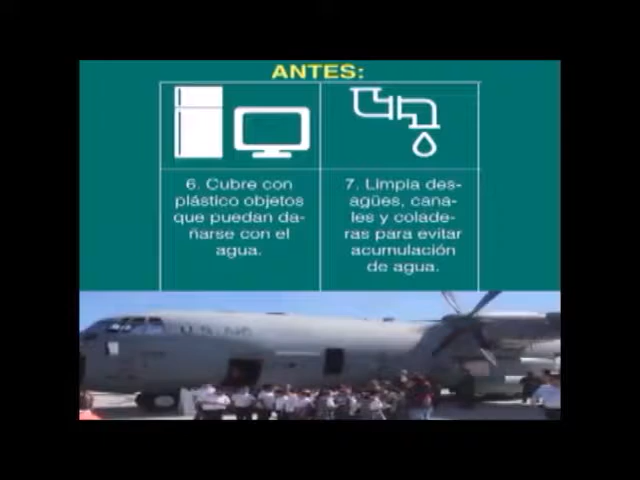 ANTES:
6. Cubre con
plástico objetos
que puedan da-
ñarse con el
agua.
7. Limpia des-
agües, cana-
les y colade-
ras para evitar
acumulación
de agua.